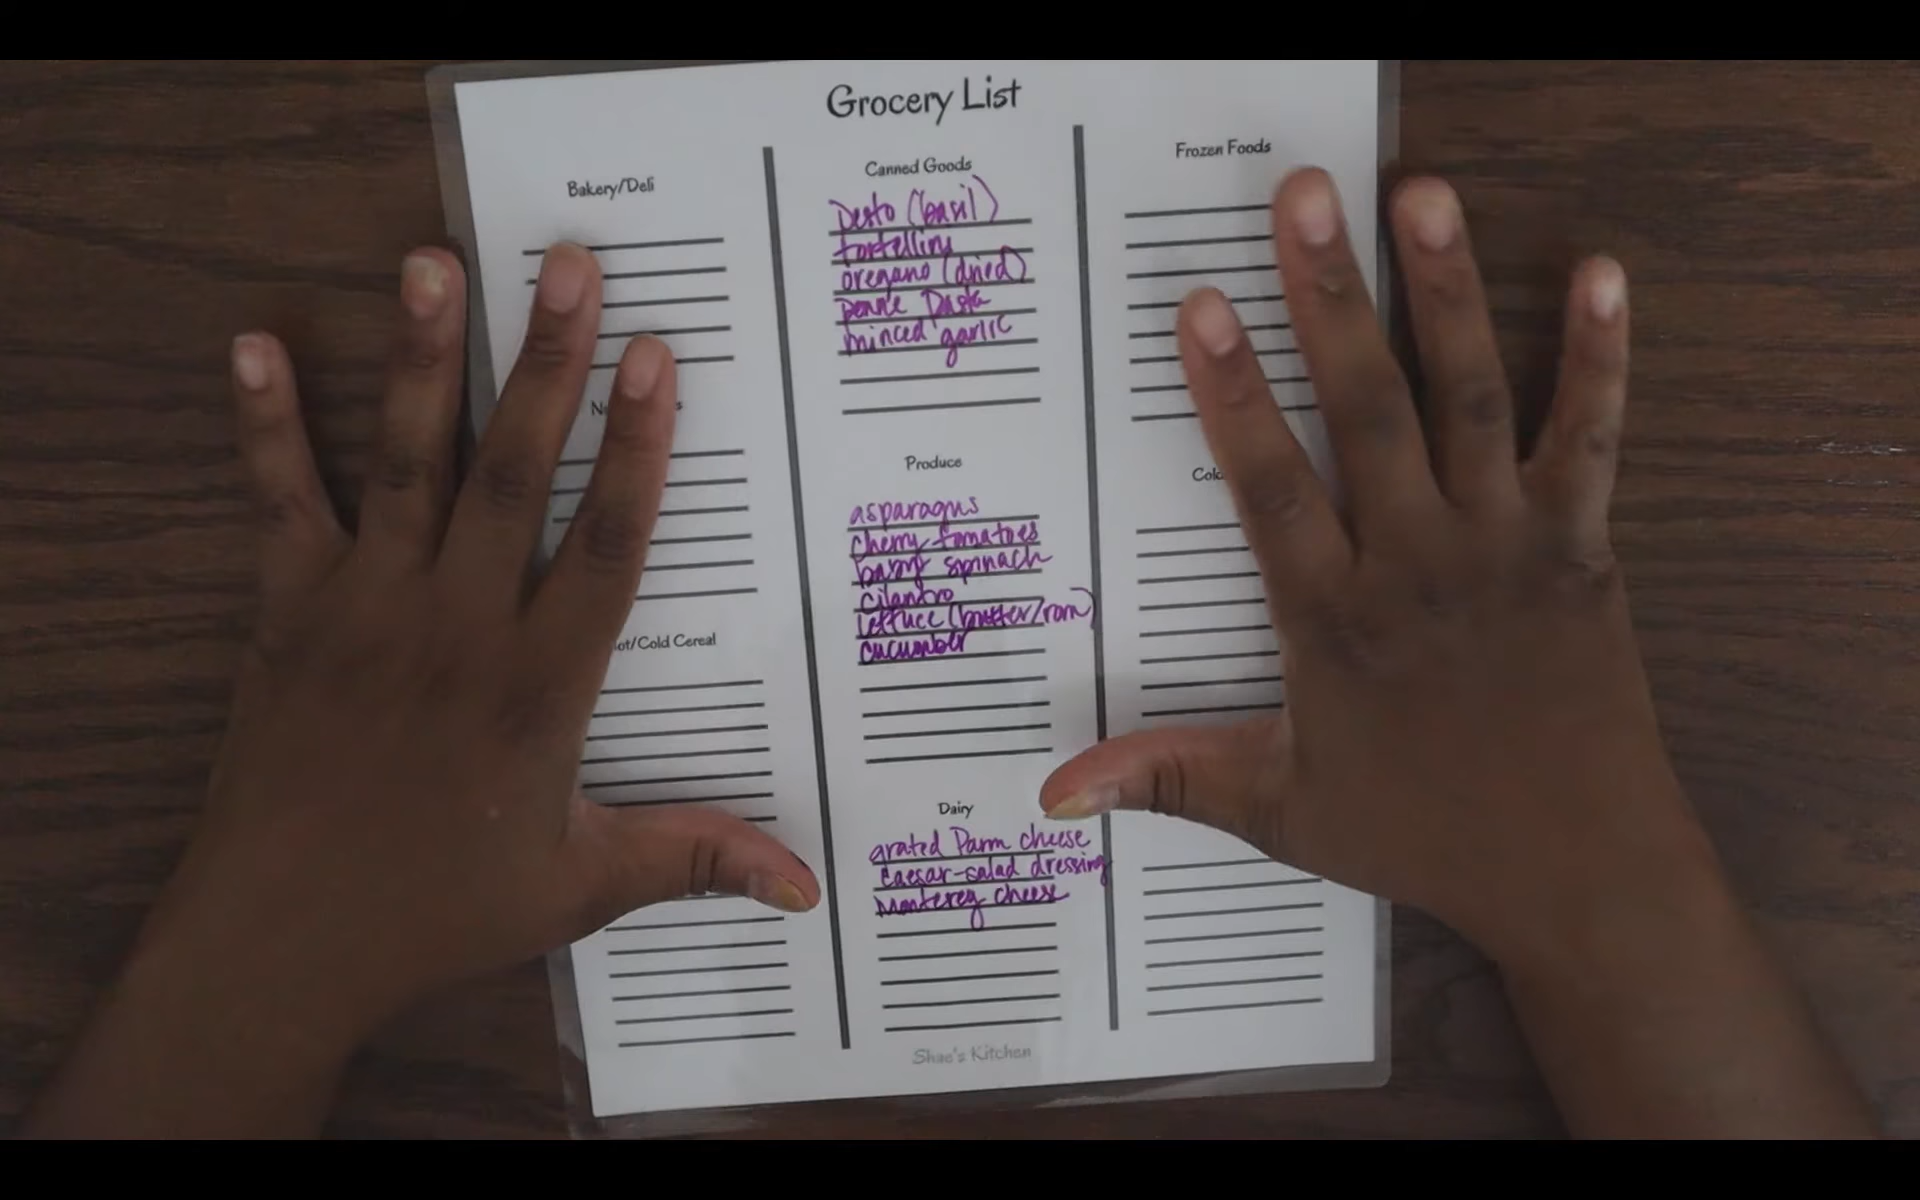 Grocery List
Bakery/Deli
ot/Cold Cereal
Canned Goods
Pesto (basil)
tortellini
oregano (dried)
penne Pasta
minced garlic
Produce
asparagus
cherry tomatoes
baby spinach
cilantro
lettuce (butter/rom)
cucumber
Dairy
grated Parm cheese
caesar-salad dressing
Monterey cheese
Frozen Foods
Shae's Kitchen